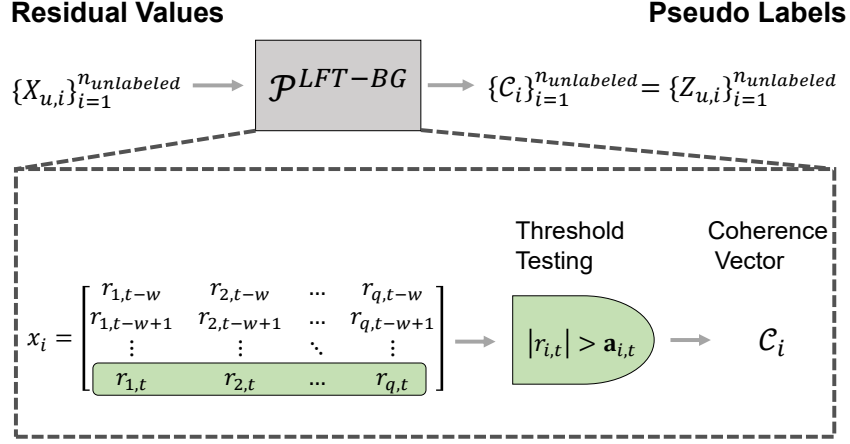 Residual Values Pseudo Labels
{X_{u,i}}_{i=1}^{n_{unlabeled}} 𝒫^{LFT−BG} {𝒞_i}_{i=1}^{n_{unlabeled}} = {Z_{u,i}}_{i=1}^{n_{unlabeled}}
Threshold Testing
Coherence Vector
r_{1,t−w} r_{2,t−w} … r_{q,t−w}
r_{1,t−w+1} r_{2,t−w+1} … r_{q,t−w+1}
x_i =
⋮ ⋮ ⋱ ⋮
r_{1,t} r_{2,t} … r_{q,t}
|r_{i,t}| > 𝐚_{i,t}
𝒞_i